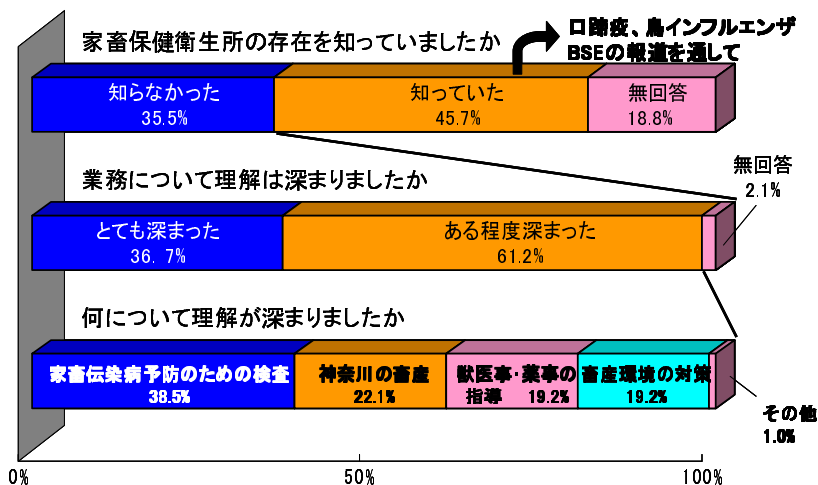 家畜保健衛生所の存在を知っていましたか
口蹄疫、鳥インフルエンザ
BSEの報道を通して
知らなかった
35.5%
知っていた
45.7%
無回答
18.8%
業務について理解は深まりましたか
無回答
2.1%
とても深まった
36. 7%
ある程度深まった
61.2%
何について理解が深まりましたか
家畜伝染病予防のための検査
38.5%
神奈川の畜産
22.1%
獣医事・薬事の
指導 19.2%
畜産環境の対策
19.2%
その他
1.0%
0% 50% 100%